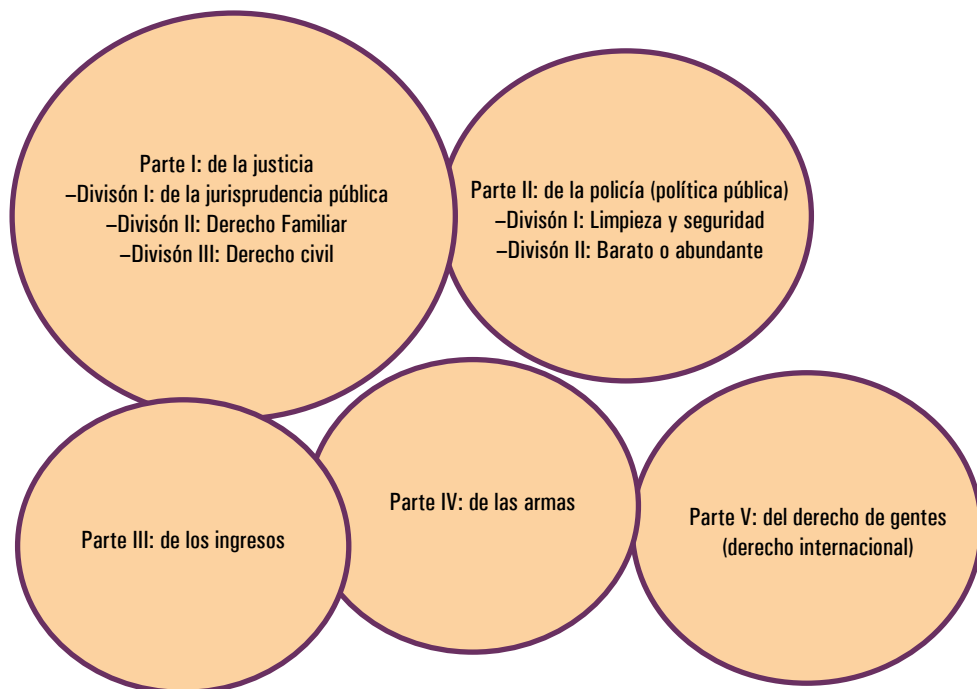 Parte I: de la justicia
–Divisón I: de la jurisprudencia pública
–Divisón II: Derecho Familiar
–Divisón III: Derecho civil
Parte II: de la policía (política pública)
–Divisón I: Limpieza y seguridad
–Divisón II: Barato o abundante
Parte III: de los ingresos
Parte IV: de las armas
Parte V: del derecho de gentes
(derecho internacional)